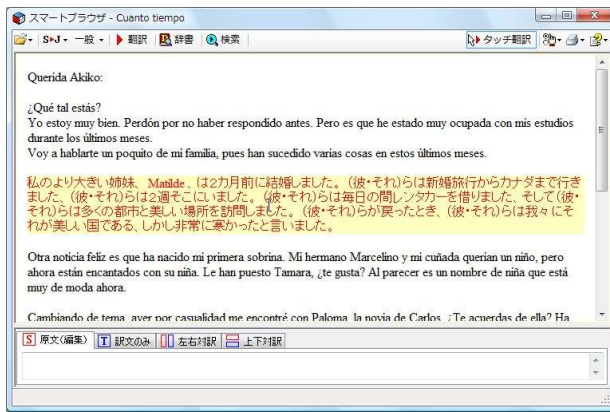 スマートブラウザ - Cuanto tiempo
S▸J 一般 翻訳 辞書 検索 タッチ翻訳
Querida Akiko:
¿Qué tal estás?
Yo estoy muy bien. Perdón por no haber respondido antes. Pero es que he estado muy ocupada con mis estudios
durante los últimos meses.
Voy a hablarte un poquito de mi familia, pues han sucedido varias cosas en estos últimos meses.
私のより大きい姉妹、Matilde、は2カ月前に結婚しました。(彼・それ)らは新婚旅行からカナダまで行き
ました、(彼・それ)らは2週そこにいました。(彼・それ)らは毎日の間レンタカーを借りました、そして(彼・
それ)らは多くの都市と美しい場所を訪問しました。(彼・それ)らが戻ったとき、(彼・それ)らは我々にそ
れが美しい国である、しかし非常に寒かったと言いました。
Otra noticia feliz es que ha nacido mi primera sobrina. Mi hermano Marcelino y mi cuñada querian un niño, pero
ahora están encantados con su niña. Le han puesto Tamara, ¿te gusta? Al parecer es un nombre de niña que está
muy de moda ahora.
Cambiando de tema, ayer por casualidad me encontré con Paloma, la novia de Carlos. ¿Te acuerdas de ella? Ha
S 原文(編集) T 訳文のみ 左右対訳 上下対訳